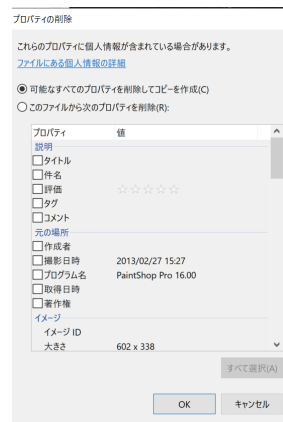 プロパティの削除
これらのプロパティに個人情報が含まれている場合があります。
ファイルにある個人情報の詳細
可能なすべてのプロパティを削除してコピーを作成(C)
このファイルから次のプロパティを削除(R):
プロパティ 値
説明
タイトル
件名
評価
タグ
コメント
元の場所
作成者
撮影日時 2013/02/27 15:27
プログラム名 PaintShop Pro 16.00
取得日時
著作権
イメージ
イメージ ID
大きさ 602 x 338
すべて選択(A)
OK キャンセル